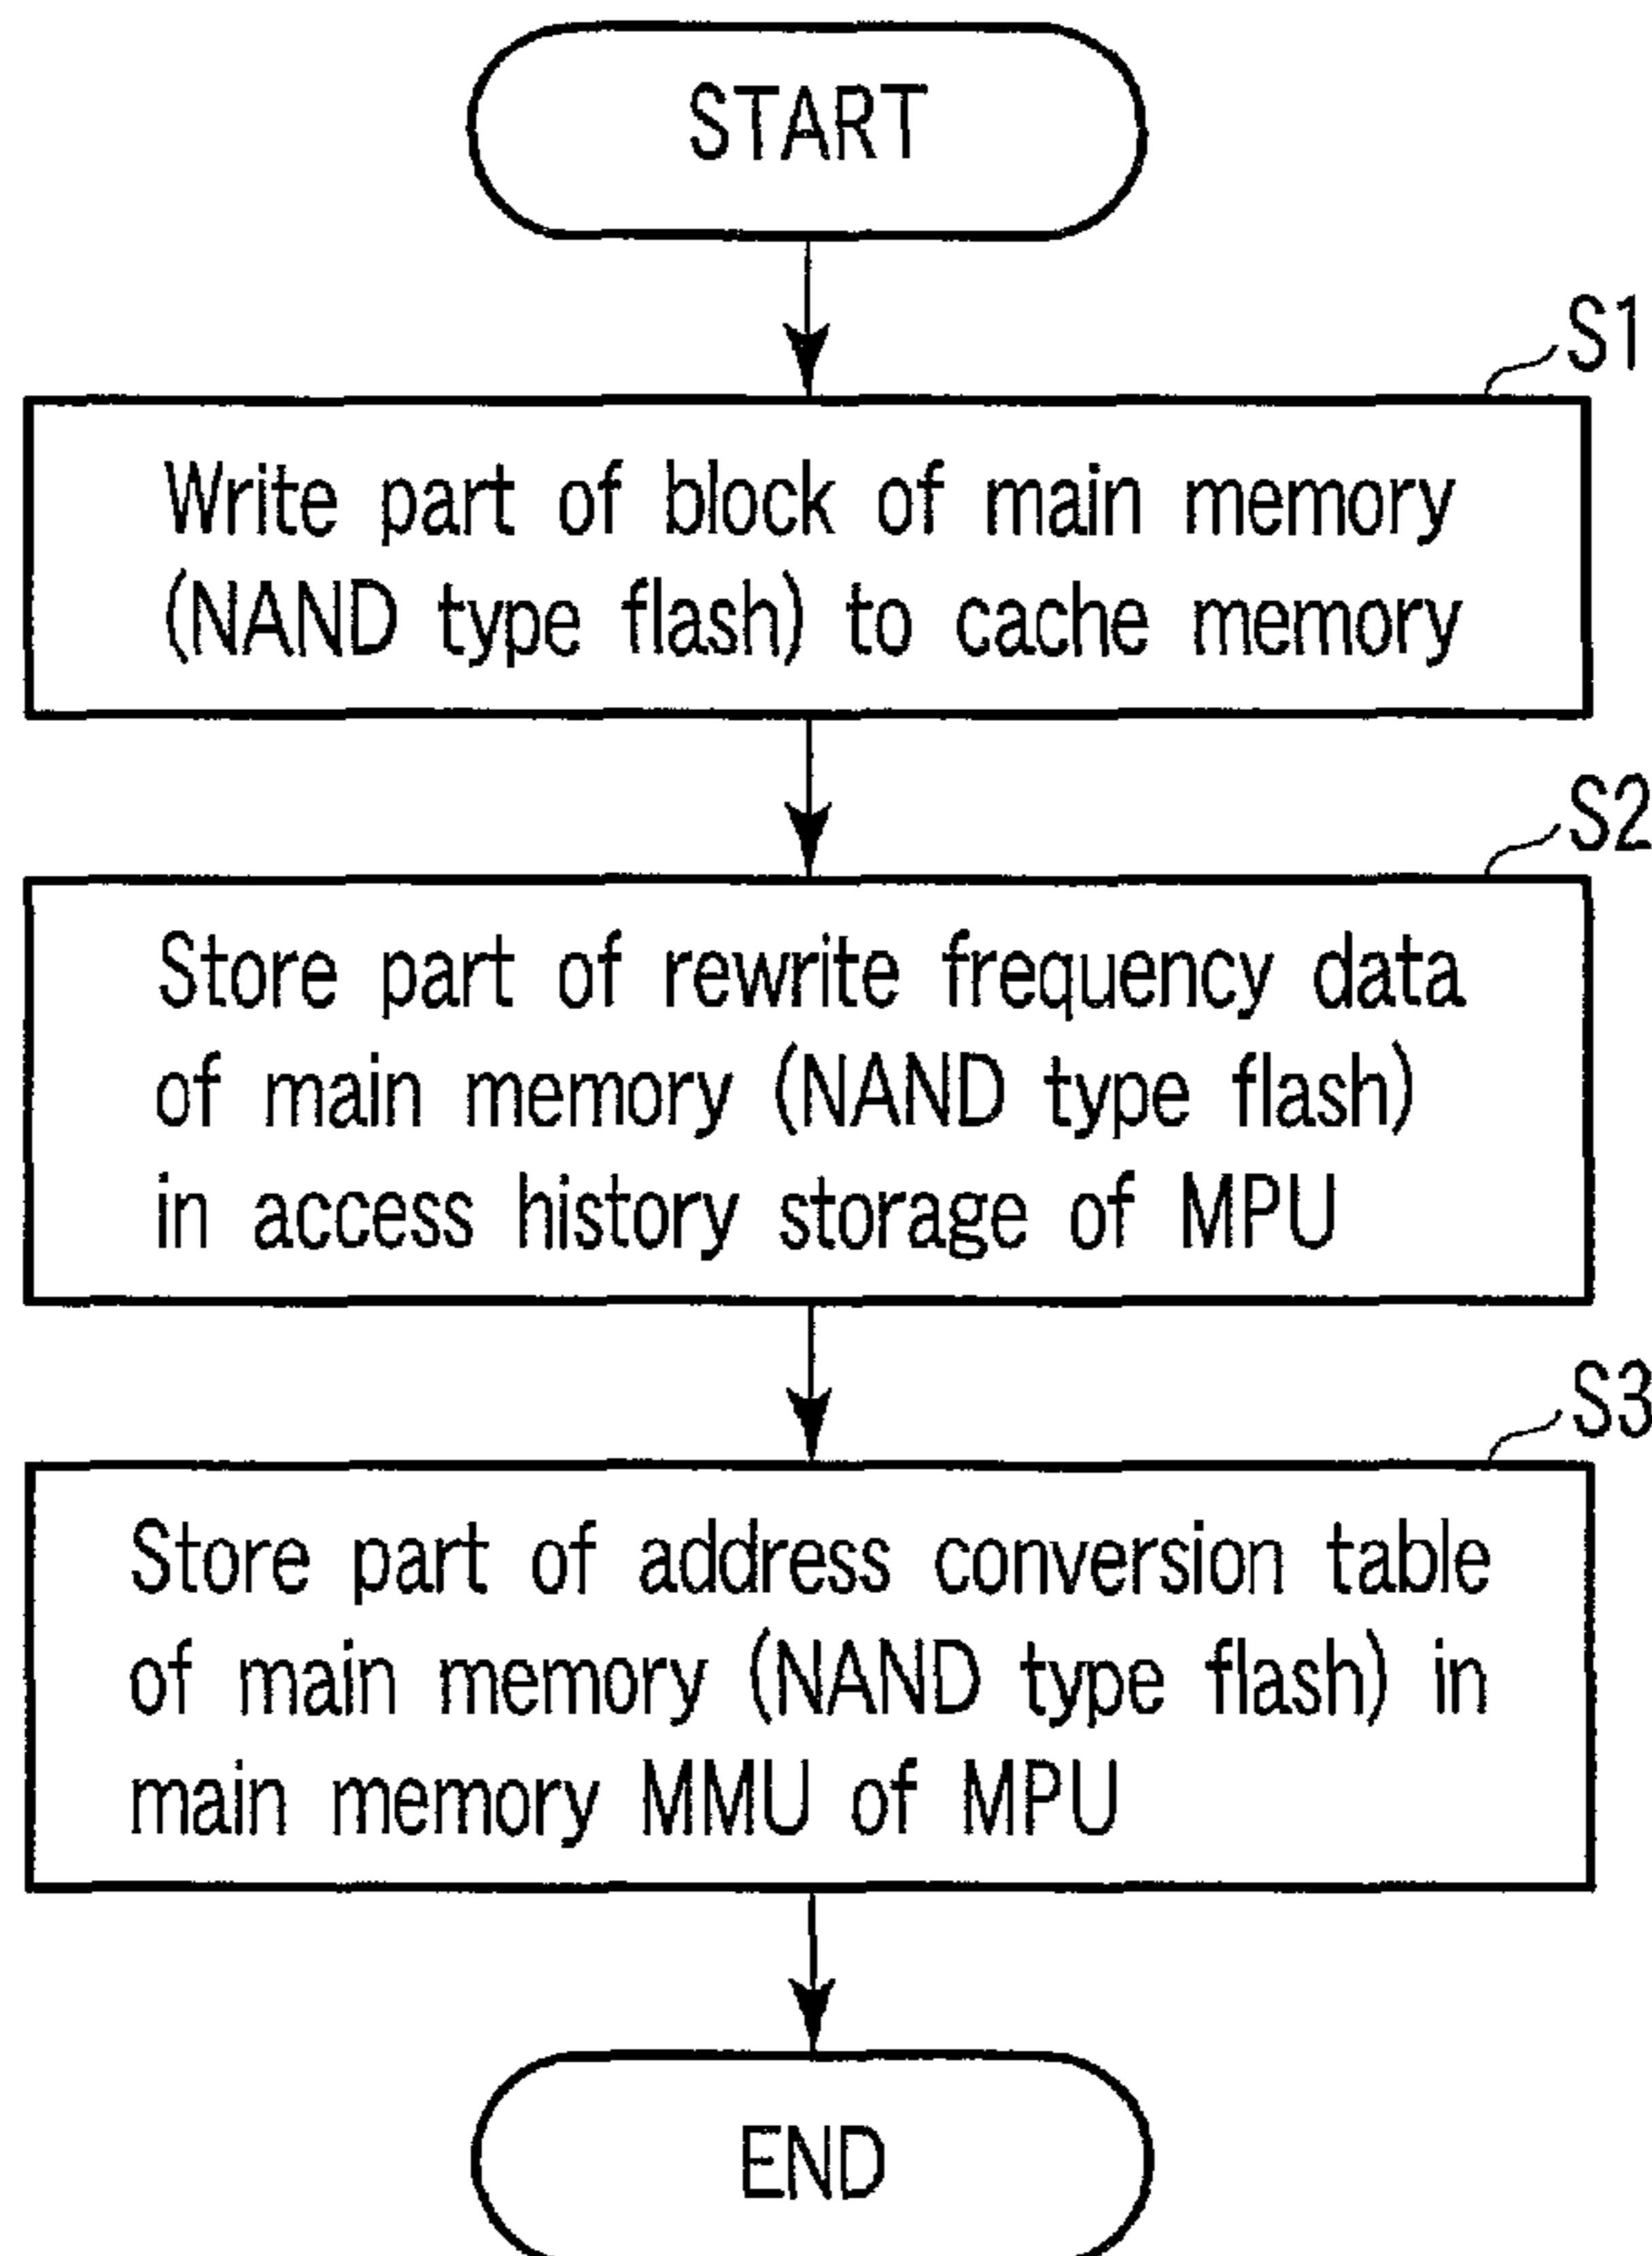 START
S1
Write part of block of main memory
(NAND type flash) to cache memory
S2
Store part of rewrite frequency data
of main memory (NAND type flash)
in access history storage of MPU
S3
Store part of address conversion table
of main memory (NAND type flash) in
main memory MMU of MPU
END